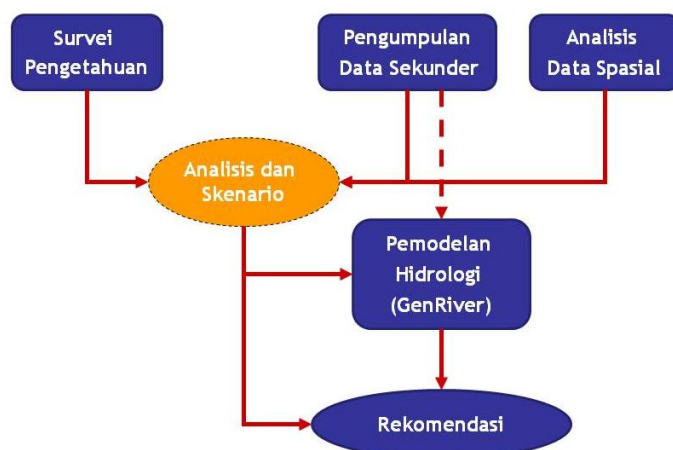 Survei
Pengetahuan
Pengumpulan
Data Sekunder
Analisis
Data Spasial
Analisis dan
Skenario
Pemodelan
Hidrologi
(GenRiver)
Rekomendasi